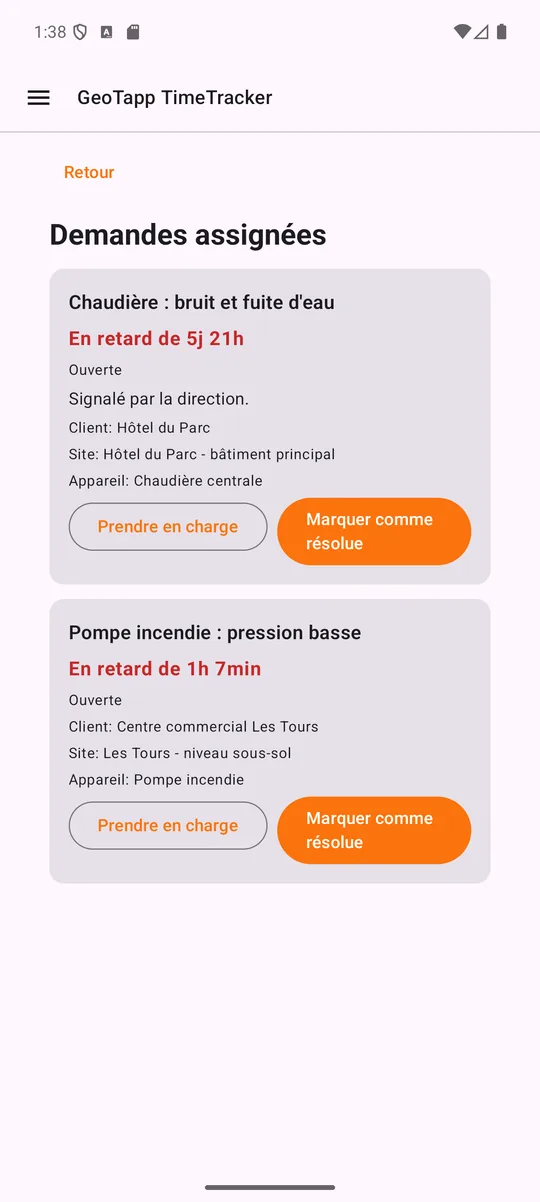 1:38
GeoTapp TimeTracker
Retour
Demandes assignées
Chaudière : bruit et fuite d'eau
En retard de 5j 21h
Ouverte
Signalé par la direction.
Client: Hôtel du Parc
Site: Hôtel du Parc - bâtiment principal
Appareil: Chaudière centrale
Prendre en charge
Marquer comme
résolue
Pompe incendie : pression basse
En retard de 1h 7min
Ouverte
Client: Centre commercial Les Tours
Site: Les Tours - niveau sous-sol
Appareil: Pompe incendie
Prendre en charge
Marquer comme
résolue